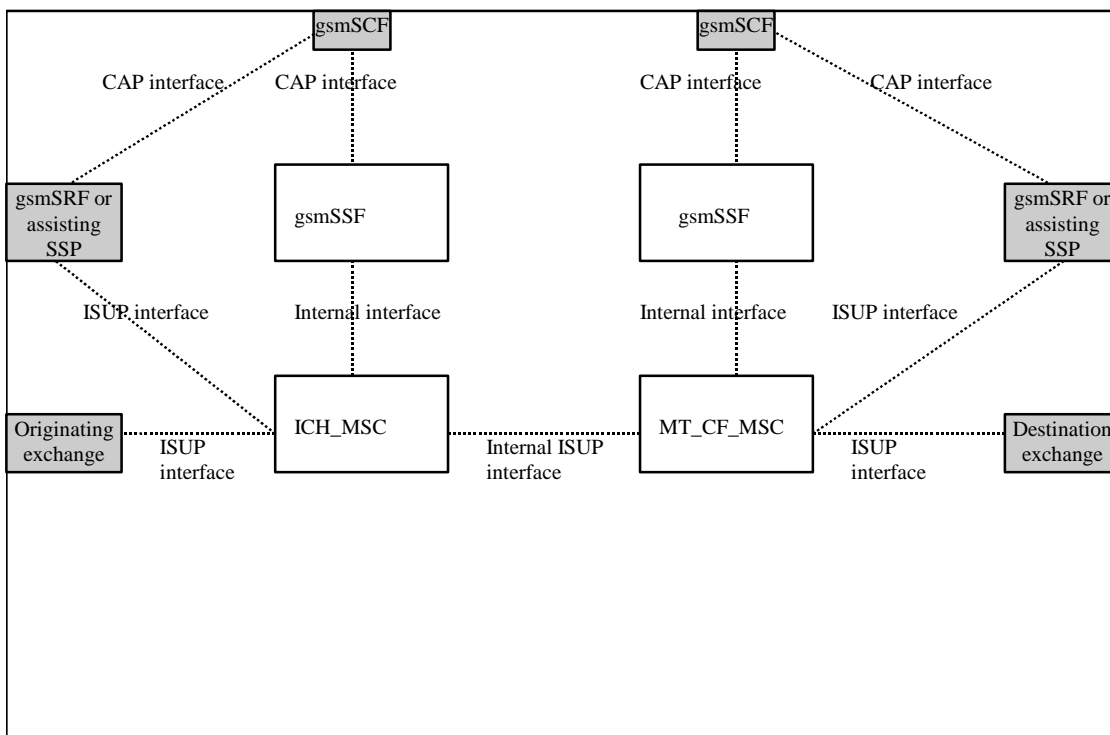 gsmSCF
gsmSCF
CAP interface
CAP interface
CAP interface
CAP interface
gsmSRF or
assisting
SSP
gsmSSF
gsmSSF
gsmSRF or
assisting
SSP
ISUP interface
Internal interface
Internal interface
ISUP interface
Originating
exchange
ISUP
interface
ICH_MSC
Internal ISUP
interface
MT_CF_MSC
ISUP
interface
Destination
exchange